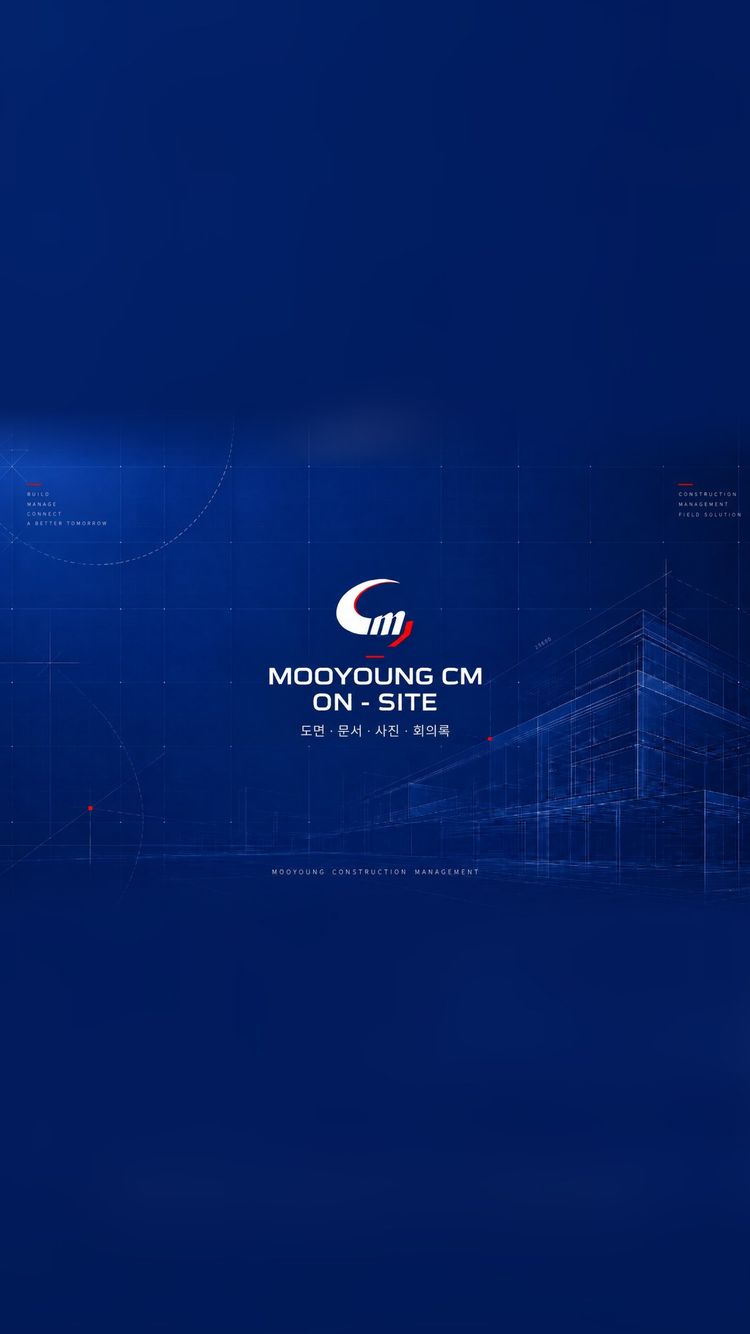 BUILD
MANAGE
CONNECT
A BETTER TOMORROW
CONSTRUCTION
MANAGEMENT
FIELD SOLUTION
Cm
MOOYOUNG CM
ON - SITE
도면 · 문서 · 사진 · 회의록
MOOYOUNG CONSTRUCTION MANAGEMENT